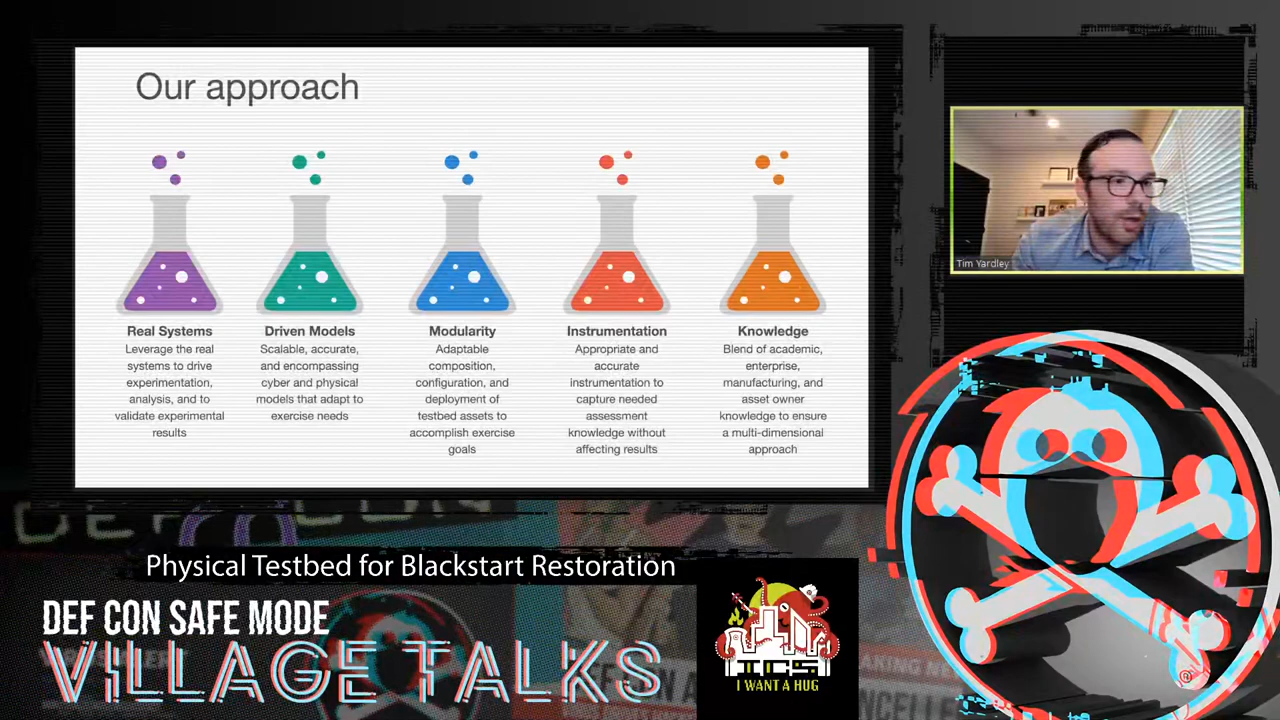 Our approach
Real Systems
Leverage the real
systems to drive
experimentation,
analysis, and to
validate experimental
results
Driven Models
Scalable, accurate,
and encompassing
cyber and physical
models that adapt to
exercise needs
Modularity
Adaptable
composition,
configuration, and
deployment of
testbed assets to
accomplish exercise
goals
Instrumentation
Appropriate and
accurate
instrumentation to
capture needed
assessment
knowledge without
affecting results
Knowledge
Blend of academic,
enterprise,
manufacturing, and
asset owner
knowledge to ensure
a multi-dimensional
approach
Tim Yardley
Physical Testbed for Blackstart Restoration
DEF CON SAFE MODE
VILLAGE TALKS
ICS
I WANT A HUG